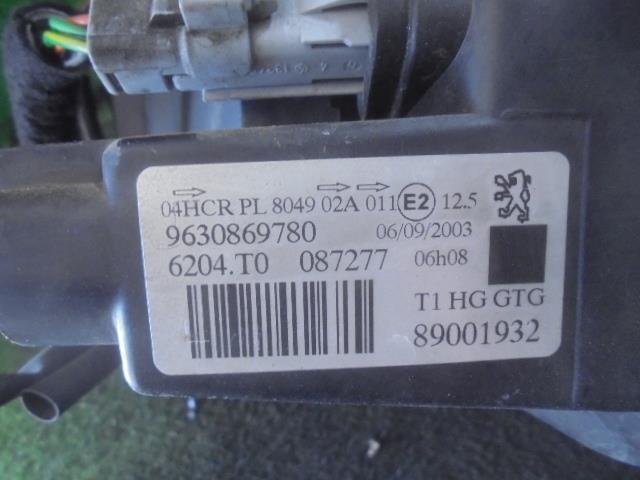 04HCR PL 8049 02A 011 E2 12.5
9630869780 06/09/2003
6204.T0 087277 06h08
T1 HG GTG
89001932